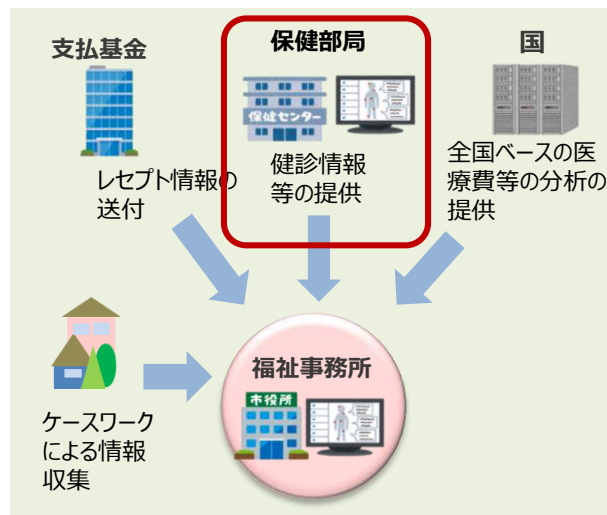 支払基金
保健部局
国
保健センター
レセプト情報の
送付
健診情報
等の提供
全国ベースの医
療費等の分析の
提供
福祉事務所
市役所
ケースワーク
による情報
収集